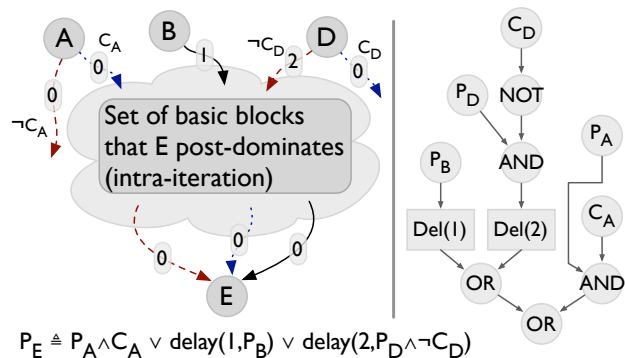 A
B
D
C_A
1
¬C_D
2
C_D
0
0
0
¬C_A
Set of basic blocks
that E post-dominates
(intra-iteration)
0
0
0
E
P_E ≜ P_A∧C_A ∨ delay(1,P_B) ∨ delay(2,P_D∧¬C_D)
C_D
P_D
NOT
P_A
P_B
AND
C_A
Del(1)
Del(2)
OR
AND
OR